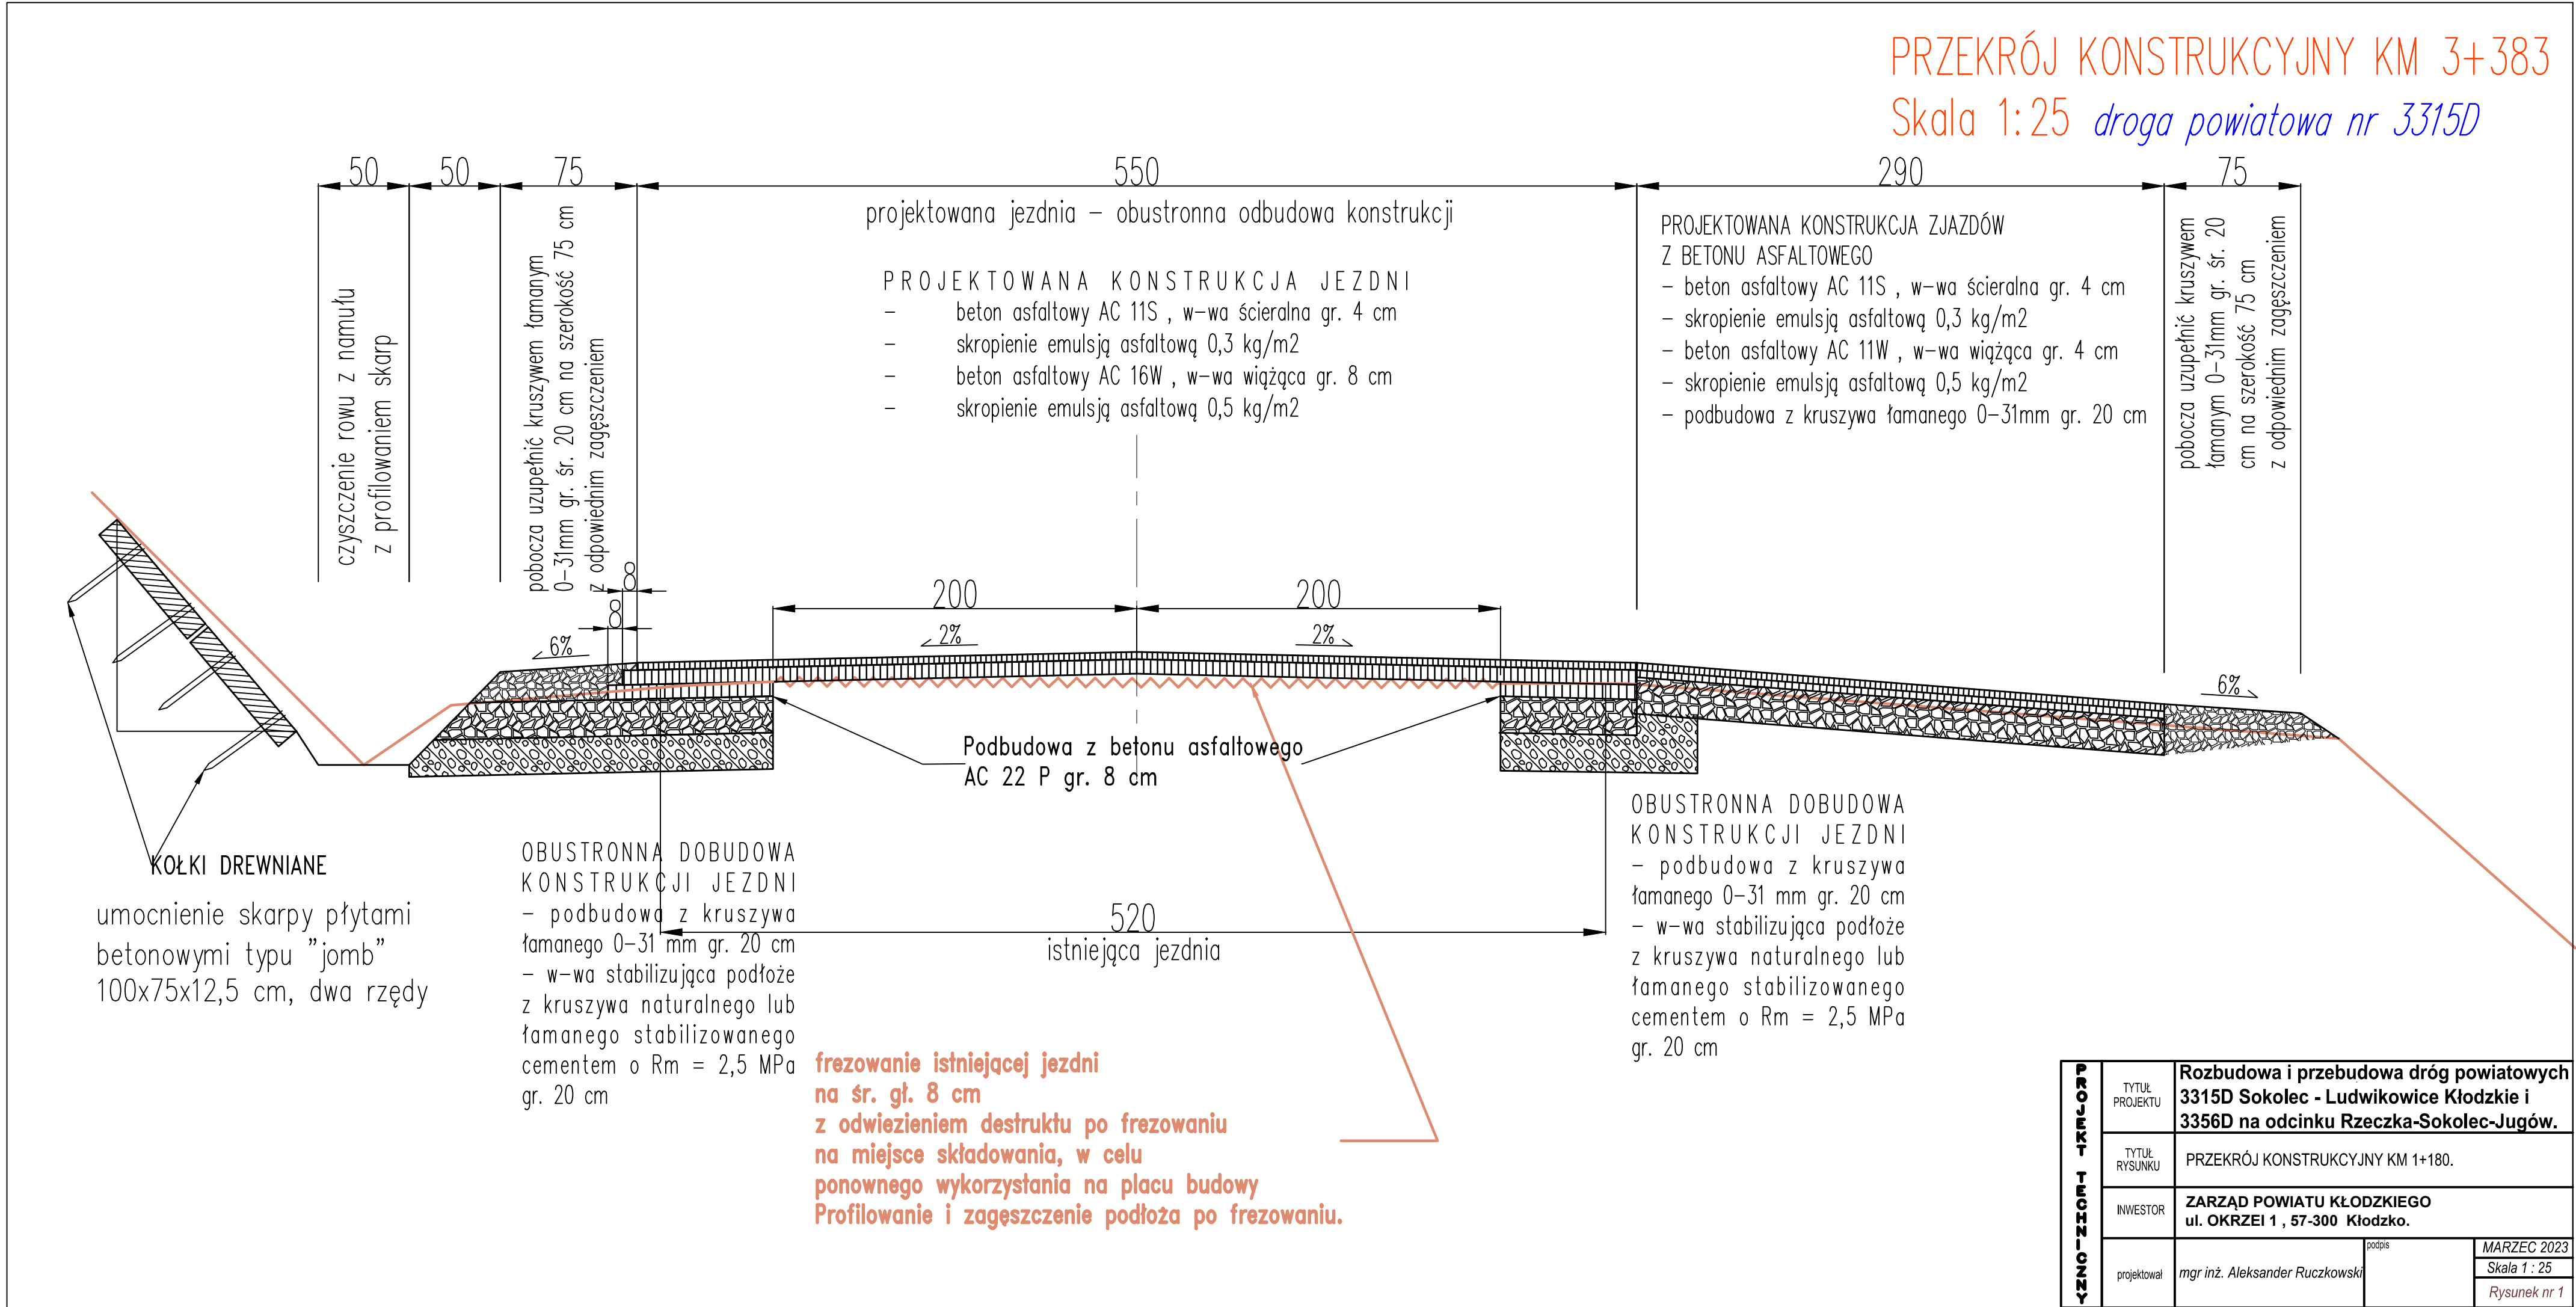 PRZEKRÓJ KONSTRUKCYJNY KM 3+383
Skala 1:25 droga powiatowa nr 3315D
50
50
75
550
290
75
czyszczenie rowu z namułu
z profilowaniem skarp
pobocza uzupełnić kruszywem łamanym
0-31mm gr. śr. 20 cm na szerokość 75 cm
z odpowiednim zagęszczeniem
projektowana jezdnia - obustronna odbudowa konstrukcji
PROJEKTOWANA KONSTRUKCJA JEZDNI
- beton asfaltowy AC 11S , w-wa ścieralna gr. 4 cm
- skropienie emulsją asfaltową 0,3 kg/m2
- beton asfaltowy AC 16W , w-wa wiążąca gr. 8 cm
- skropienie emulsją asfaltową 0,5 kg/m2
PROJEKTOWANA KONSTRUKCJA ZJAZDÓW
Z BETONU ASFALTOWEGO
- beton asfaltowy AC 11S , w-wa ścieralna gr. 4 cm
- skropienie emulsją asfaltową 0,3 kg/m2
- beton asfaltowy AC 11W , w-wa wiążąca gr. 4 cm
- skropienie emulsją asfaltową 0,5 kg/m2
- podbudowa z kruszywa łamanego 0-31mm gr. 20 cm
pobocza uzupełnić kruszywem
łamanym 0-31mm gr. śr. 20
cm na szerokość 75 cm
z odpowiednim zagęszczeniem
8
8
200
200
6%
2%
2%
6%
Podbudowa z betonu asfaltowego
AC 22 P gr. 8 cm
KOŁKI DREWNIANE
umocnienie skarpy płytami
betonowymi typu "jomb"
100x75x12,5 cm, dwa rzędy
OBUSTRONNA DOBUDOWA
KONSTRUKCJI JEZDNI
- podbudowa z kruszywa
łamanego 0-31 mm gr. 20 cm
- w-wa stabilizująca podłoże
z kruszywa naturalnego lub
łamanego stabilizowanego
cementem o Rm = 2,5 MPa
gr. 20 cm
520
istniejąca jezdnia
OBUSTRONNA DOBUDOWA
KONSTRUKCJI JEZDNI
- podbudowa z kruszywa
łamanego 0-31 mm gr. 20 cm
- w-wa stabilizująca podłoże
z kruszywa naturalnego lub
łamanego stabilizowanego
cementem o Rm = 2,5 MPa
gr. 20 cm
frezowanie istniejącej jezdni
na śr. gł. 8 cm
z odwiezieniem destruktu po frezowaniu
na miejsce składowania, w celu
ponownego wykorzystania na placu budowy
Profilowanie i zagęszczenie podłoża po frezowaniu.
PROJEKT TECHNICZNY
TYTUŁ
PROJEKTU
Rozbudowa i przebudowa dróg powiatowych
3315D Sokolec - Ludwikowice Kłodzkie i
3356D na odcinku Rzeczka-Sokolec-Jugów.
TYTUŁ
RYSUNKU
PRZEKRÓJ KONSTRUKCYJNY KM 1+180.
INWESTOR
ZARZĄD POWIATU KŁODZKIEGO
ul. OKRZEI 1 , 57-300 Kłodzko.
projektował
mgr inż. Aleksander Ruczkowski
podpis
MARZEC 2023
Skala 1 : 25
Rysunek nr 1